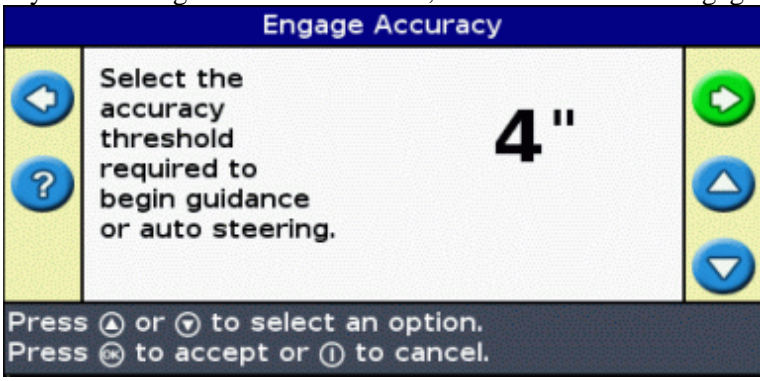 Engage Accuracy
Select the
accuracy
threshold
required to
begin guidance
or auto steering.
4"
?
Press or to select an option.
Press OK to accept or to cancel.